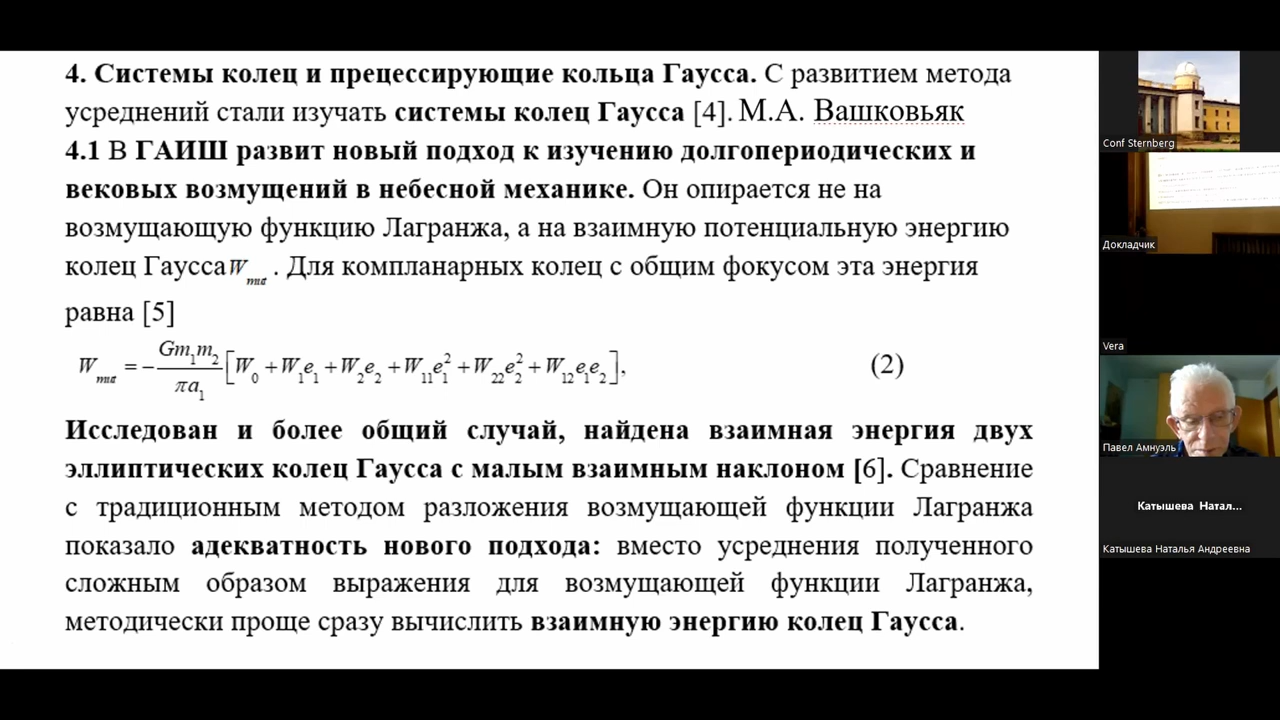 4. Системы колец и прецессирующие кольца Гаусса. С развитием метода
усреднений стали изучать системы колец Гаусса [4]. М.А. Вашковьяк
4.1 В ГАИШ развит новый подход к изучению долгопериодических и
вековых возмущений в небесной механике. Он опирается не на
возмущающую функцию Лагранжа, а на взаимную потенциальную энергию
колец Гаусса W_mut. Для компланарных колец с общим фокусом эта энергия
равна [5]
W_mut = -Gm₁m₂/πa₁ [W₀ + W₁e₁ + W₂e₂ + W₁₁e₁² + W₂₂e₂² + W₁₂e₁e₂], (2)
Исследован и более общий случай, найдена взаимная энергия двух
эллиптических колец Гаусса с малым взаимным наклоном [6]. Сравнение
с традиционным методом разложения возмущающей функции Лагранжа
показало адекватность нового подхода: вместо усреднения полученного
сложным образом выражения для возмущающей функции Лагранжа,
методически проще сразу вычислить взаимную энергию колец Гаусса.
Conf Sternberg
Докладчик
Vera
Павел Амнуэль
Катышева Натал...
Катышева Наталья Андреевна